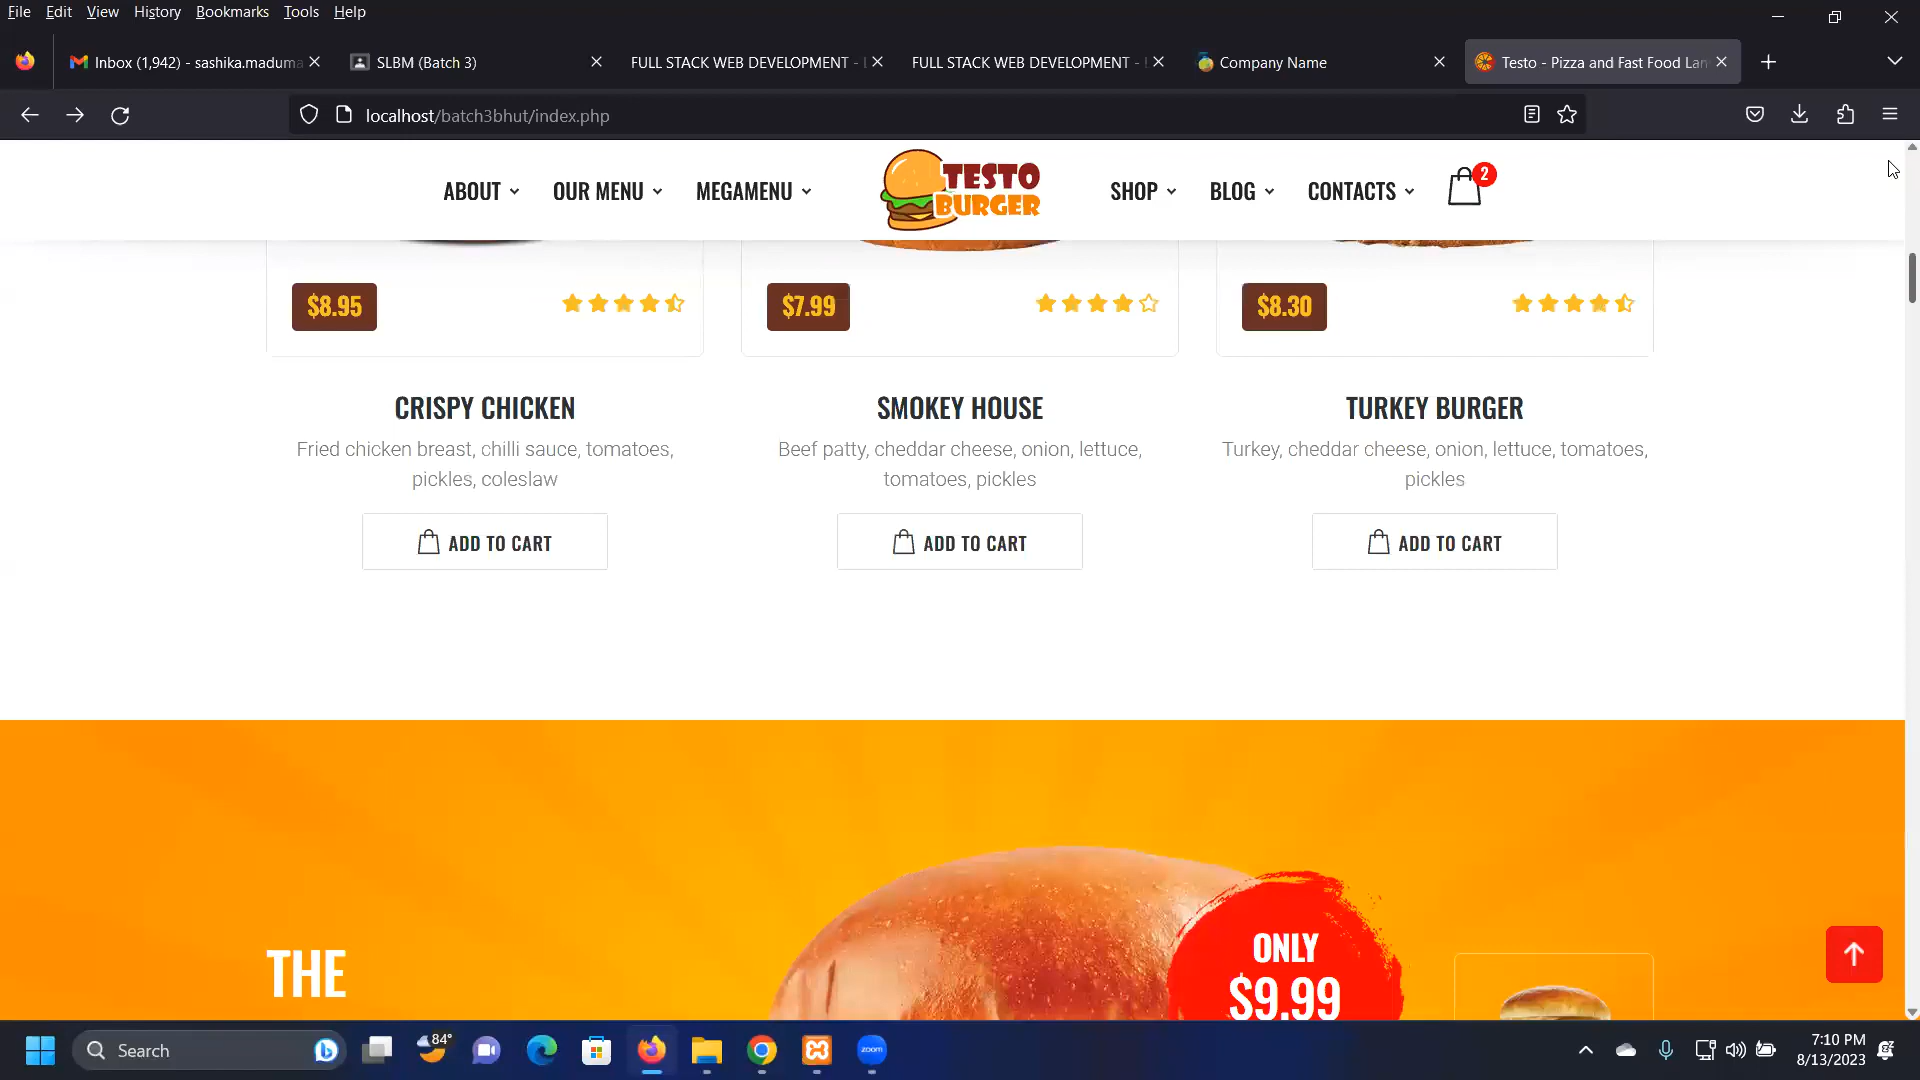 File Edit View History Bookmarks Tools Help
Inbox (1,942) - sashika.maduma
SLBM (Batch 3)
FULL STACK WEB DEVELOPMENT -
FULL STACK WEB DEVELOPMENT -
Company Name
Testo - Pizza and Fast Food Lan
localhost/batch3bhut/index.php
ABOUT OUR MENU MEGAMENU
TESTO
BURGER
SHOP BLOG CONTACTS 2
$8.95 $7.99 $8.30
CRISPY CHICKEN
Fried chicken breast, chilli sauce, tomatoes,
pickles, coleslaw
ADD TO CART
SMOKEY HOUSE
Beef patty, cheddar cheese, onion, lettuce,
tomatoes, pickles
ADD TO CART
TURKEY BURGER
Turkey, cheddar cheese, onion, lettuce, tomatoes,
pickles
ADD TO CART
THE
ONLY
$9.99
Search
84°
zoom
7:10 PM
8/13/2023